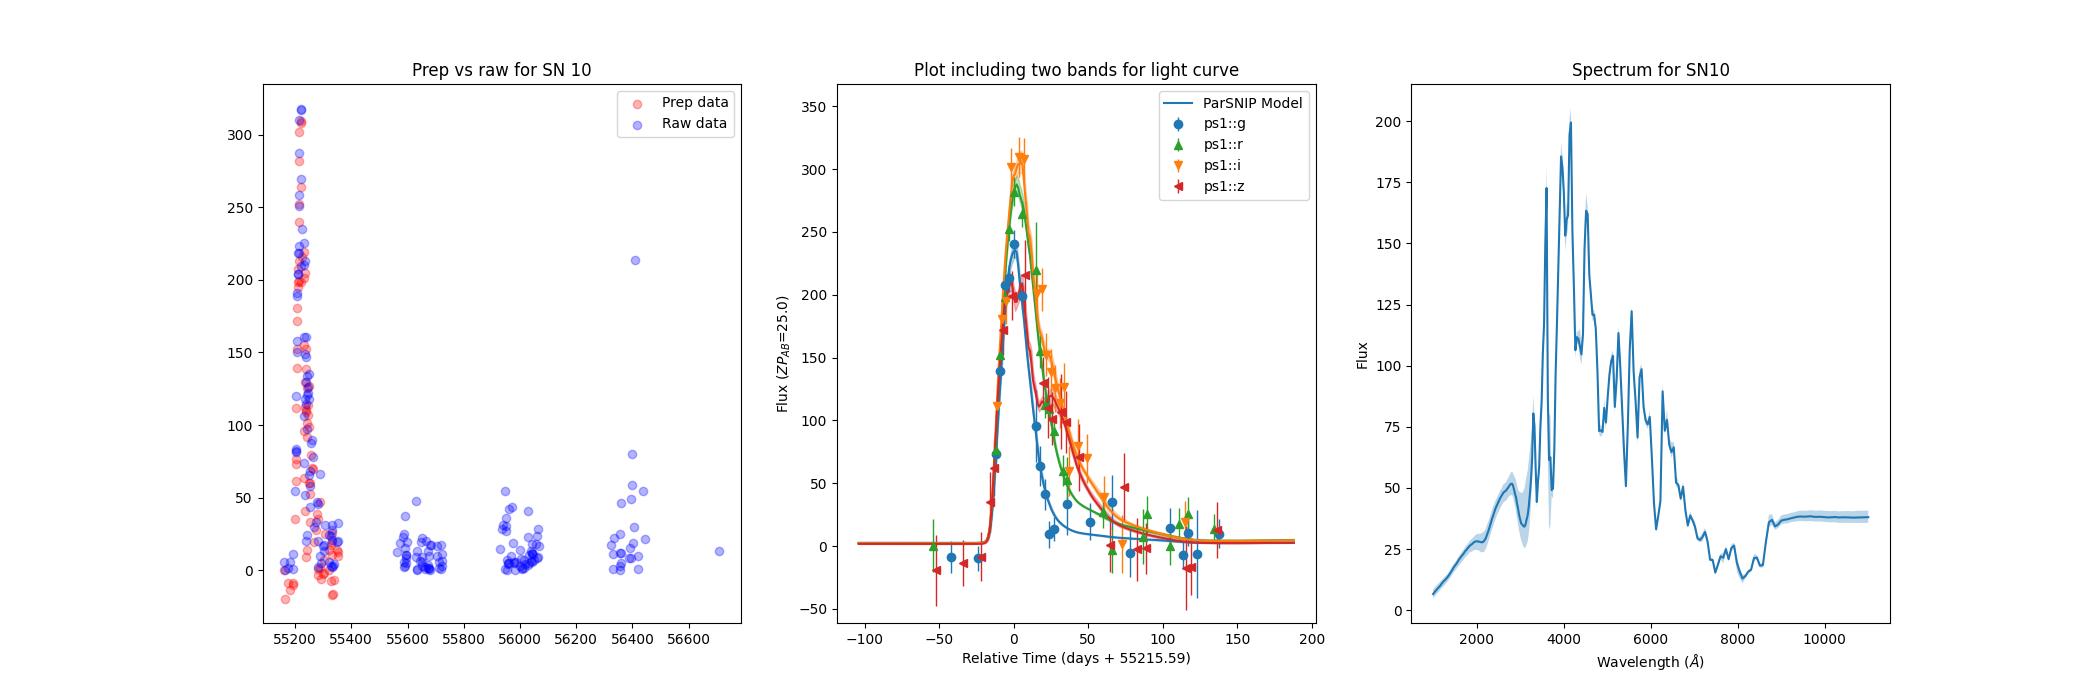 Prep vs raw for SN 10
Prep data
Raw data
300
250
200
150
100
50
0
55200 55400 55600 55800 56000 56200 56400 56600
Plot including two bands for light curve
ParSNIP Model
ps1::g
ps1::r
ps1::i
ps1::z
Flux (ZP_AB=25.0)
350
300
250
200
150
100
50
0
−50
−100 −50 0 50 100 150 200
Relative Time (days + 55215.59)
Spectrum for SN10
Flux
200
175
150
125
100
75
50
25
0
2000 4000 6000 8000 10000
Wavelength (Å)